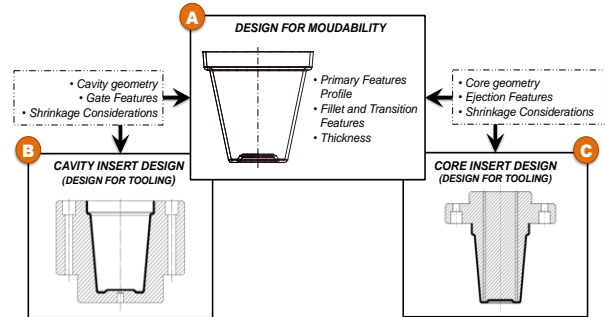 A
DESIGN FOR MOUDABILITY
• Primary Features
Profile
• Fillet and Transition
Features
• Thickness
• Cavity geometry
• Gate Features
• Shrinkage Considerations
• Core geometry
• Ejection Features
• Shrinkage Considerations
B
CAVITY INSERT DESIGN
(DESIGN FOR TOOLING)
C
CORE INSERT DESIGN
(DESIGN FOR TOOLING)